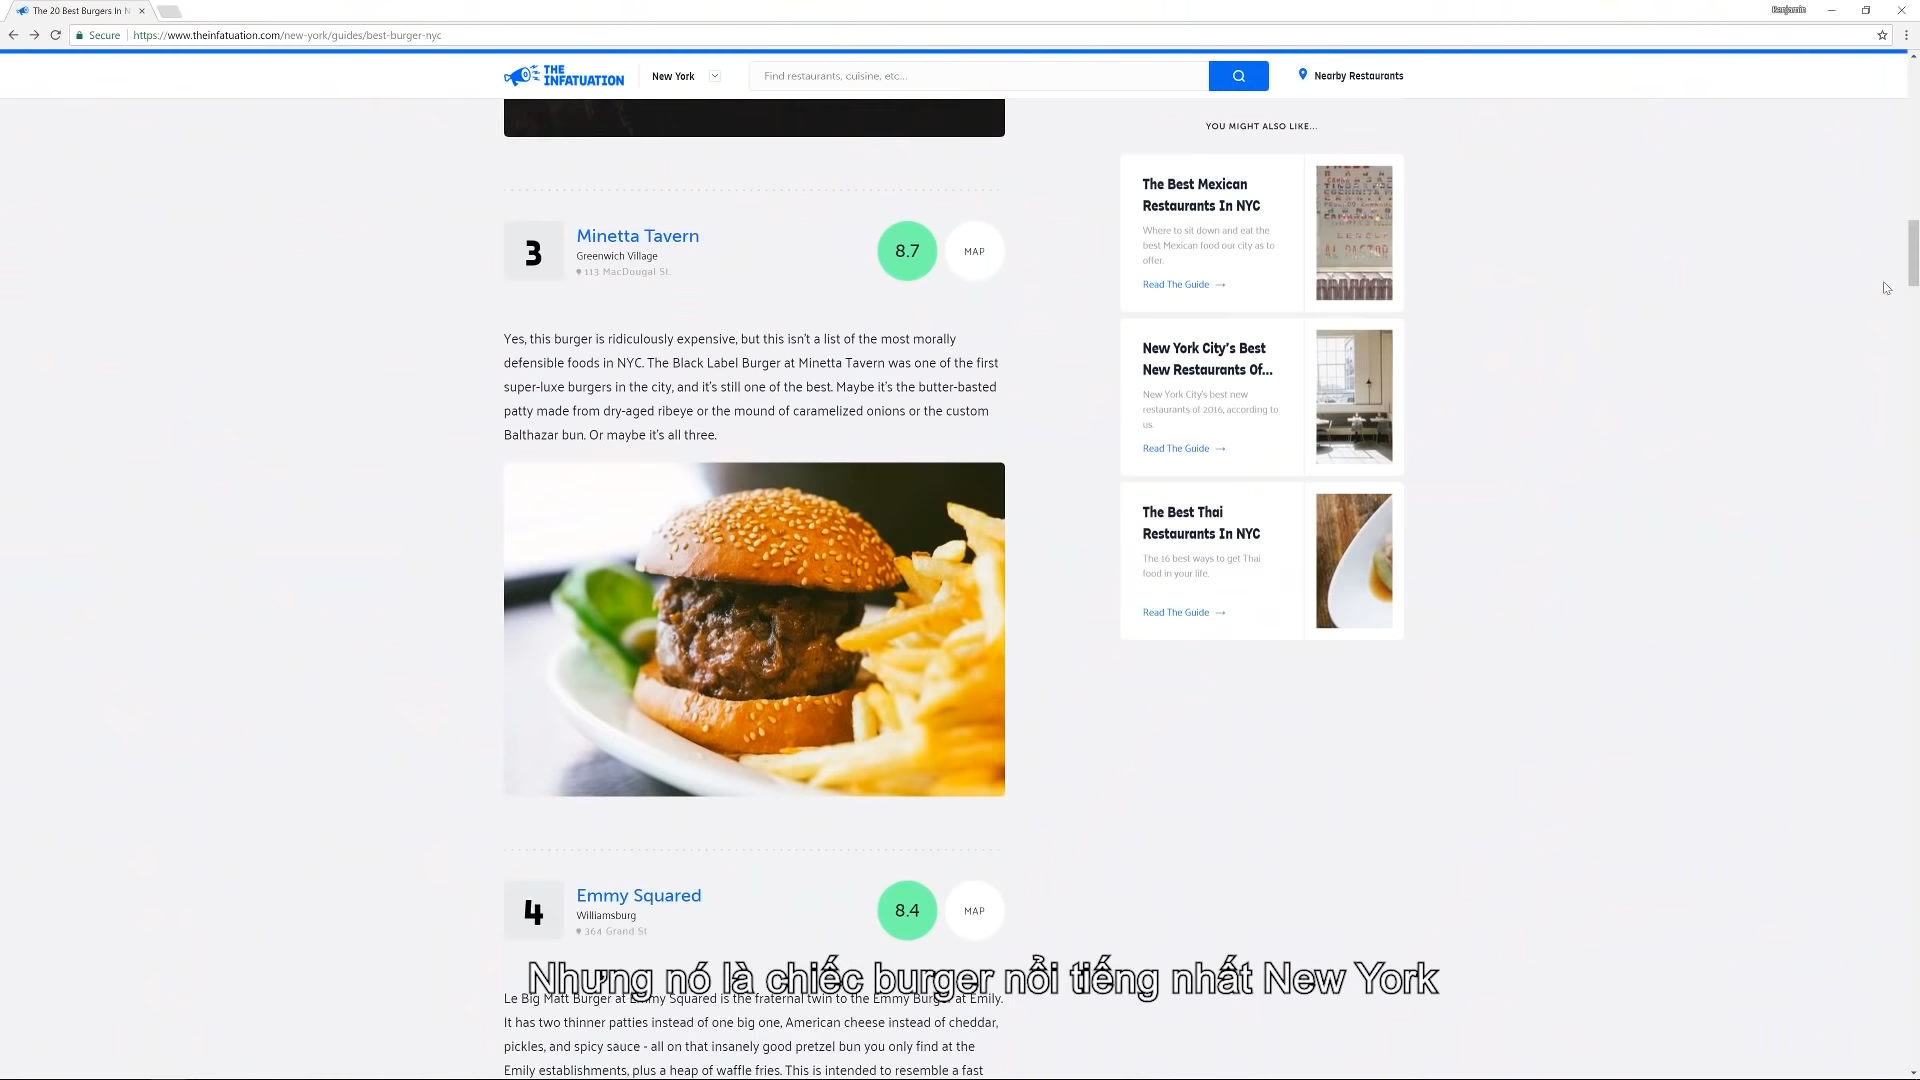 The 20 Best Burgers In N
Benjamin
Secure
https://www.theinfatuation.com/new-york/guides/best-burger-nyc
THE
INFATUATION
New York
Find restaurants, cuisine, etc...
Nearby Restaurants
3
Minetta Tavern
Greenwich Village
113 MacDougal St.
8.7
MAP
Yes, this burger is ridiculously expensive, but this isn't a list of the most morally
defensible foods in NYC. The Black Label Burger at Minetta Tavern was one of the first
super-luxe burgers in the city, and it's still one of the best. Maybe it's the butter-basted
patty made from dry-aged ribeye or the mound of caramelized onions or the custom
Balthazar bun. Or maybe it's all three.
4
Emmy Squared
Williamsburg
364 Grand St
8.4
MAP
Nhưng nó là chiếc burger nổi tiếng nhất New York
Le Big Matt Burger at Emmy Squared is the fraternal twin to the Emmy Burger at Emily.
It has two thinner patties instead of one big one, American cheese instead of cheddar,
pickles, and spicy sauce - all on that insanely good pretzel bun you only find at the
Emily establishments, plus a heap of waffle fries. This is intended to resemble a fast
YOU MIGHT ALSO LIKE...
The Best Mexican
Restaurants In NYC
Where to sit down and eat the
best Mexican food our city as to
offer.
Read The Guide →
New York City's Best
New Restaurants Of...
New York City's best new
restaurants of 2016, according to
us.
Read The Guide →
The Best Thai
Restaurants In NYC
The 16 best ways to get Thai
food in your life.
Read The Guide →